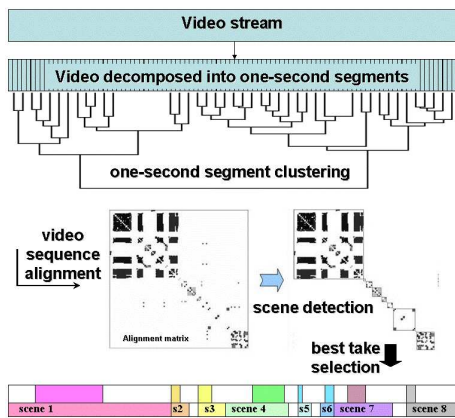 Video stream
Video decomposed into one-second segments
one-second segment clustering
video
sequence
alignment
Alignment matrix
scene detection
best take
selection
scene 1
s2
s3
scene 4
s5
s6
scene 7
scene 8